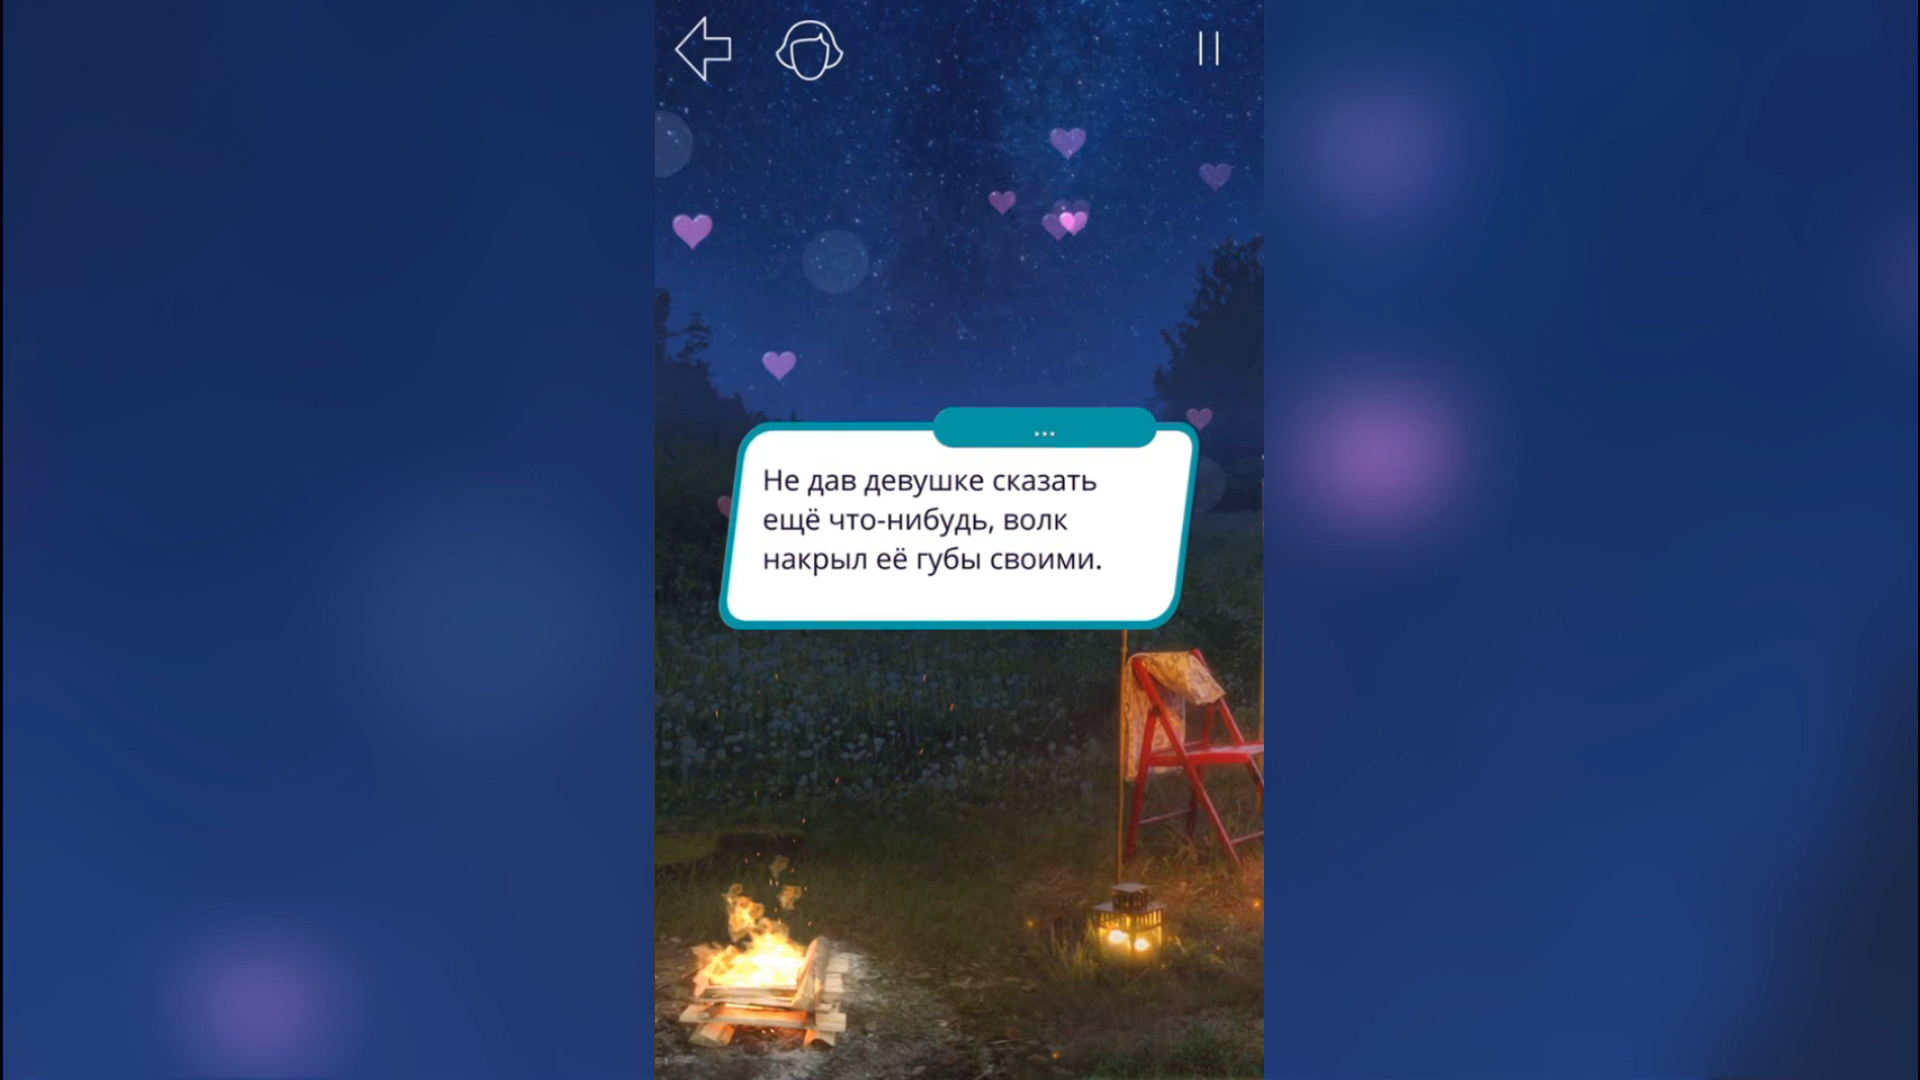 ...
Не дав девушке сказать
ещё что-нибудь, волк
накрыл её губы своими.